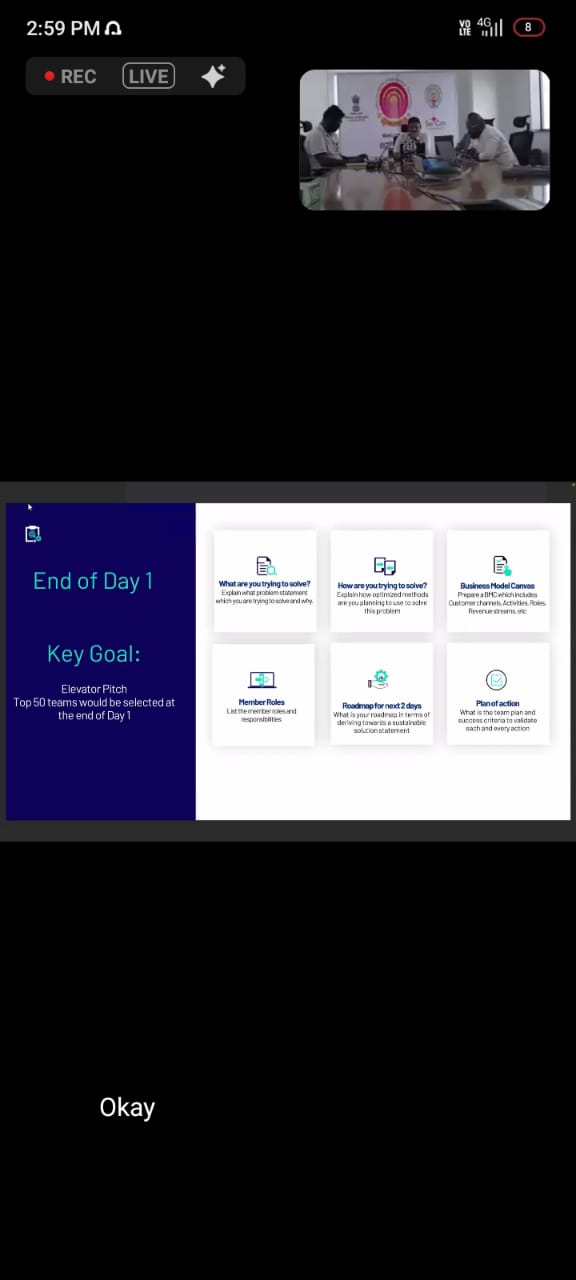 2:59 PM
VO
LTE
4G
8
REC
LIVE
End of Day 1
Key Goal:
Elevator Pitch
Top 50 teams would be selected at
the end of Day 1
What are you trying to solve?
Explain what problem statement
which you are trying to solve and why.
How are you trying to solve?
Explain how optimized methods
are you planning to use to solve
this problem
Business Model Canvas
Prepare a BMC which includes
Customer channels, Activities, Roles,
Revenue streams, etc
Member Roles
List the member roles and
responsibilities
Roadmap for next 2 days
What is your roadmap in terms of
deriving towards a sustainable
solution statement
Plan of action
What is the team plan and
success criteria to validate
each and every action
Okay